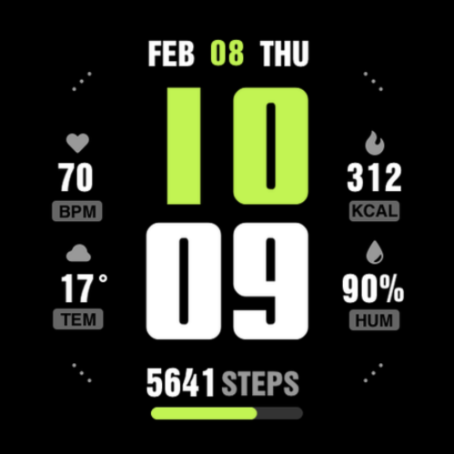 FEB 08 THU
10
70
BPM
312
KCAL
09
17°
TEM
90%
HUM
5641 STEPS